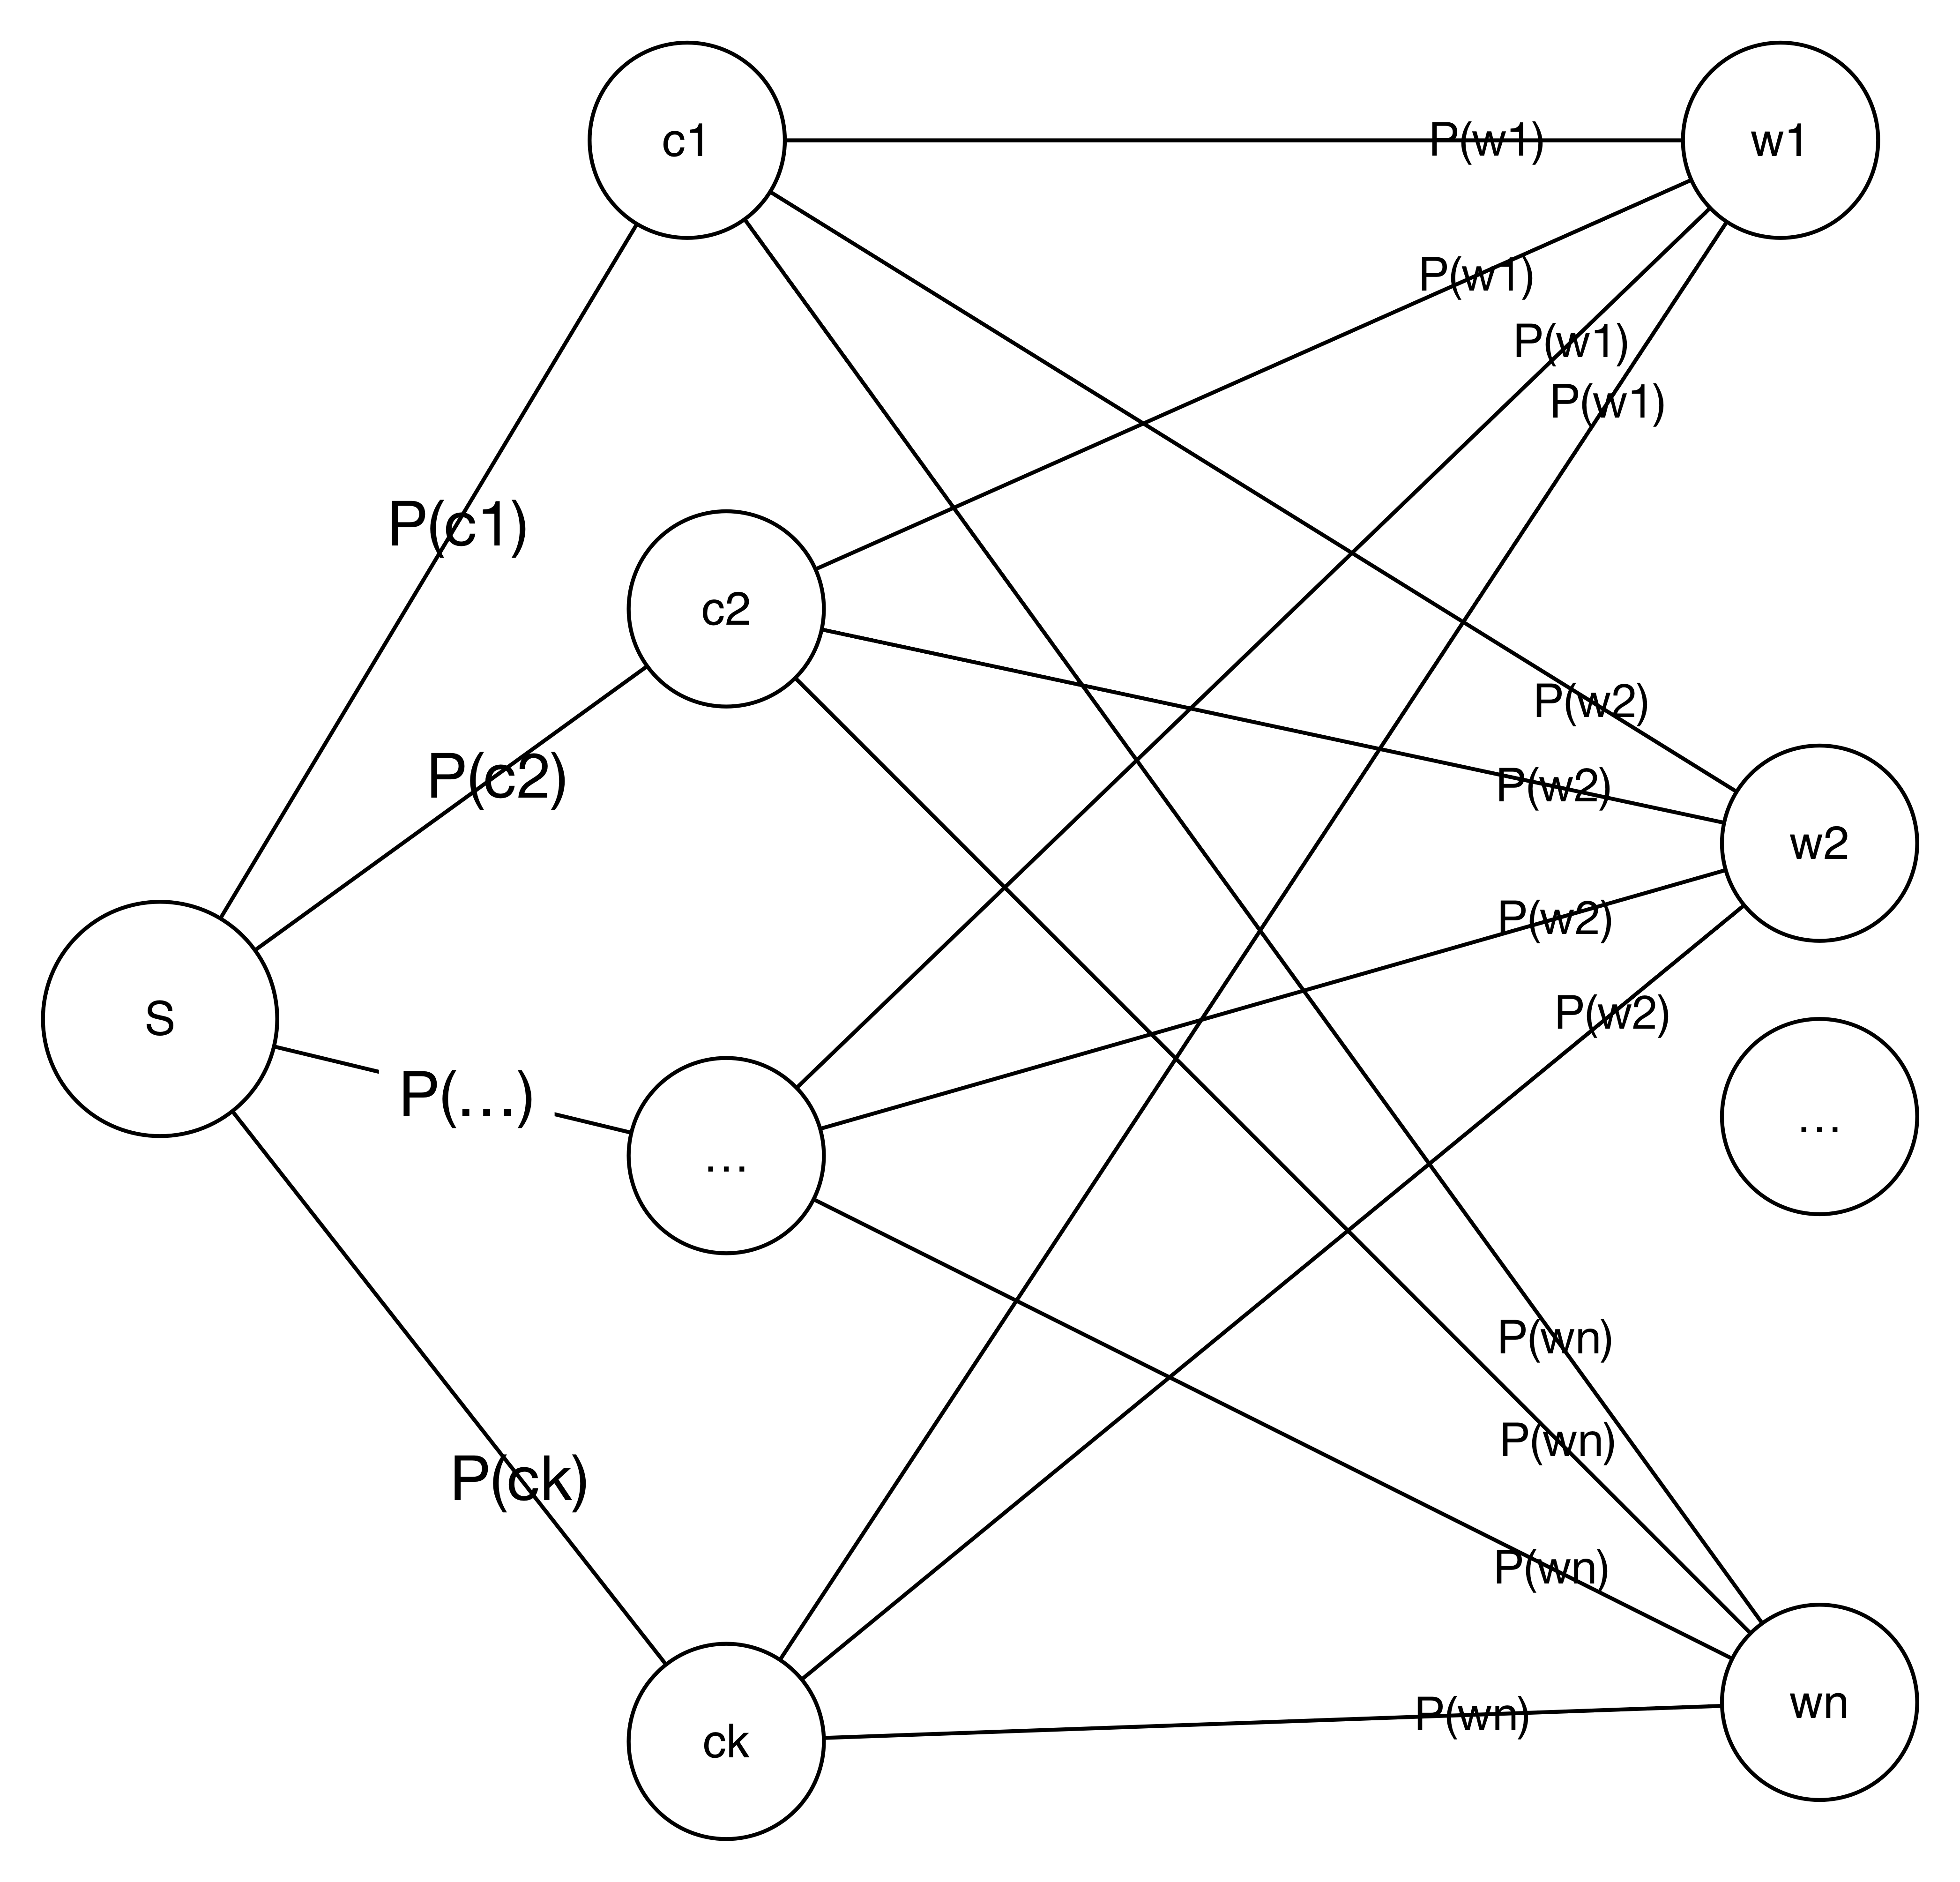 c1
P(w1)
w1
P(w1)
P(w1)
P(w1)
P(c1)
c2
P(w2)
P(c2)
P(w2)
w2
P(w2)
S
P(w2)
P(...)
...
...
P(wn)
P(wn)
P(ck)
P(wn)
wn
P(wn)
ck